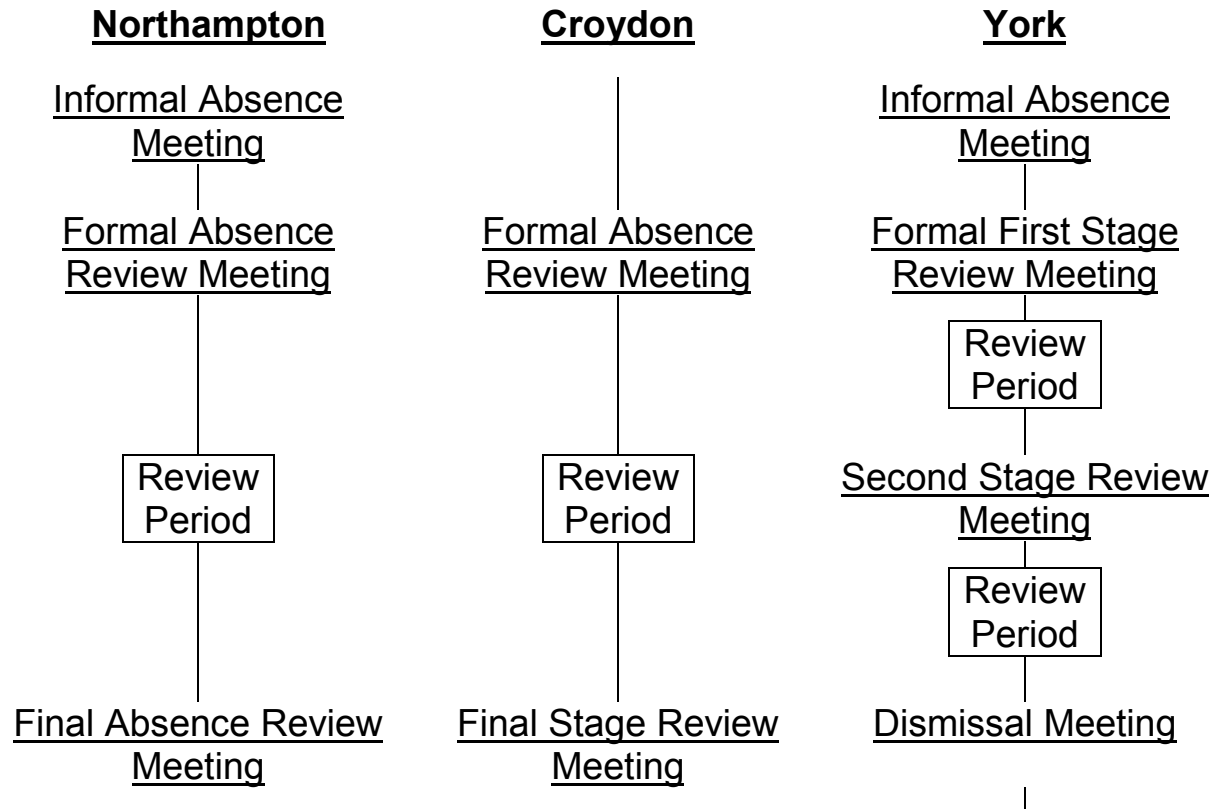 Northampton
Informal Absence
Meeting
Formal Absence
Review Meeting
Review
Period
Final Absence Review
Meeting
Croydon
Formal Absence
Review Meeting
Review
Period
Final Stage Review
Meeting
York
Informal Absence
Meeting
Formal First Stage
Review Meeting
Review
Period
Second Stage Review
Meeting
Review
Period
Dismissal Meeting